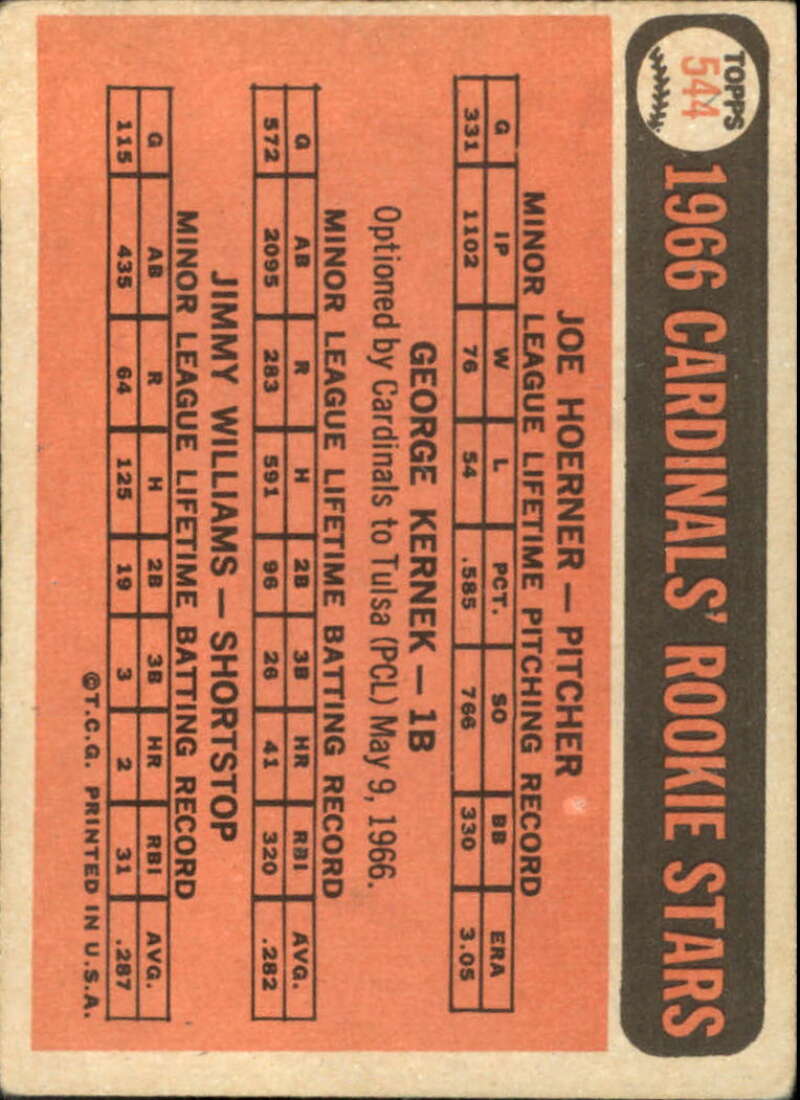 TOPPS
544
1966 CARDINALS' ROOKIE STARS
JOE HOERNER — PITCHER
MINOR LEAGUE LIFETIME PITCHING RECORD
G IP W L PCT. SO BB ERA
331 1102 76 54 .585 766 330 3.05
GEORGE KERNEK — 1B
Optioned by Cardinals to Tulsa (PCL) May 9, 1966.
MINOR LEAGUE LIFETIME BATTING RECORD
G AB R H 2B 3B HR RBI AVG.
572 2095 283 591 96 26 41 320 .282
JIMMY WILLIAMS — SHORTSTOP
MINOR LEAGUE LIFETIME BATTING RECORD
G AB R H 2B 3B HR RBI AVG.
115 435 64 125 19 3 2 31 .287
©T.C.G. PRINTED IN U.S.A.